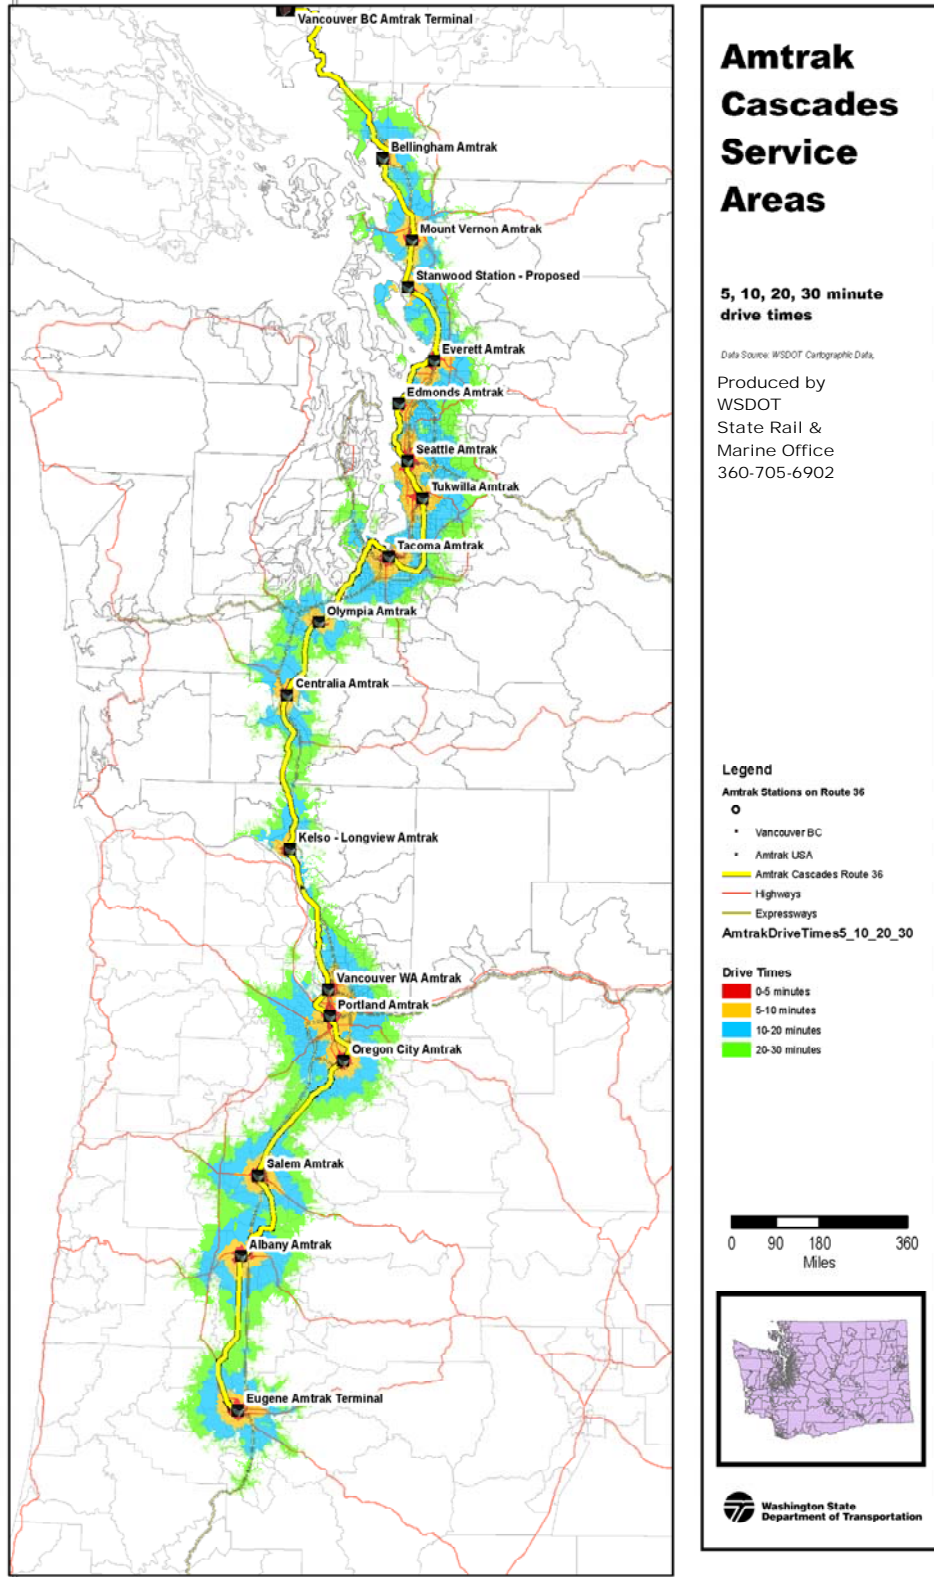 Vancouver BC Amtrak Terminal
Bellingham Amtrak
Mount Vernon Amtrak
Stanwood Station - Proposed
Everett Amtrak
Edmonds Amtrak
Seattle Amtrak
Tukwilla Amtrak
Tacoma Amtrak
Olympia Amtrak
Centralia Amtrak
Kelso - Longview Amtrak
Vancouver WA Amtrak
Portland Amtrak
Oregon City Amtrak
Salem Amtrak
Albany Amtrak
Eugene Amtrak Terminal
Amtrak
Cascades
Service
Areas
5, 10, 20, 30 minute
drive times
Data Source: WSDOT Cartographic Data,
Produced by
WSDOT
State Rail &
Marine Office
360-705-6902
Legend
Amtrak Stations on Route 36
Vancouver BC
Amtrak USA
Amtrak Cascades Route 36
Highways
Expressways
AmtrakDriveTimes5_10_20_30
Drive Times
0-5 minutes
5-10 minutes
10-20 minutes
20-30 minutes
0 90 180 360
Miles
Washington State
Department of Transportation